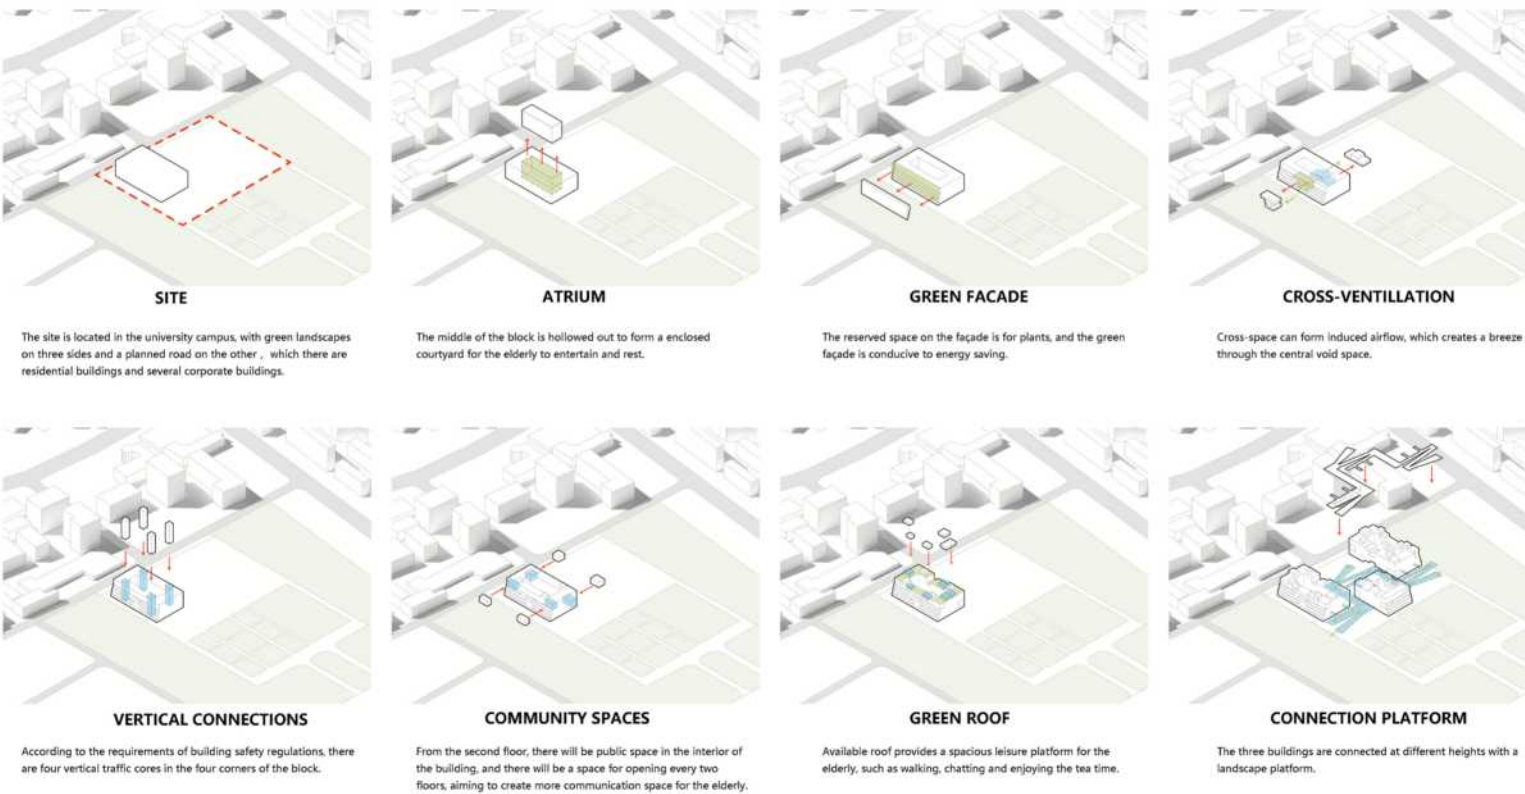 SITE
The site is located in the university campus, with green landscapes
on three sides and a planned road on the other , which there are
residential buildings and several corporate buildings.
ATRIUM
The middle of the block is hollowed out to form a enclosed
courtyard for the elderly to entertain and rest.
GREEN FACADE
The reserved space on the façade is for plants, and the green
façade is conducive to energy saving.
CROSS-VENTILLATION
Cross-space can form induced airflow, which creates a breeze
through the central void space.
VERTICAL CONNECTIONS
According to the requirements of building safety regulations, there
are four vertical traffic cores in the four corners of the block.
COMMUNITY SPACES
From the second floor, there will be public space in the interior of
the building, and there will be a space for opening every two
floors, aiming to create more communication space for the elderly.
GREEN ROOF
Available roof provides a spacious leisure platform for the
elderly, such as walking, chatting and enjoying the tea time.
CONNECTION PLATFORM
The three buildings are connected at different heights with a
landscape platform.